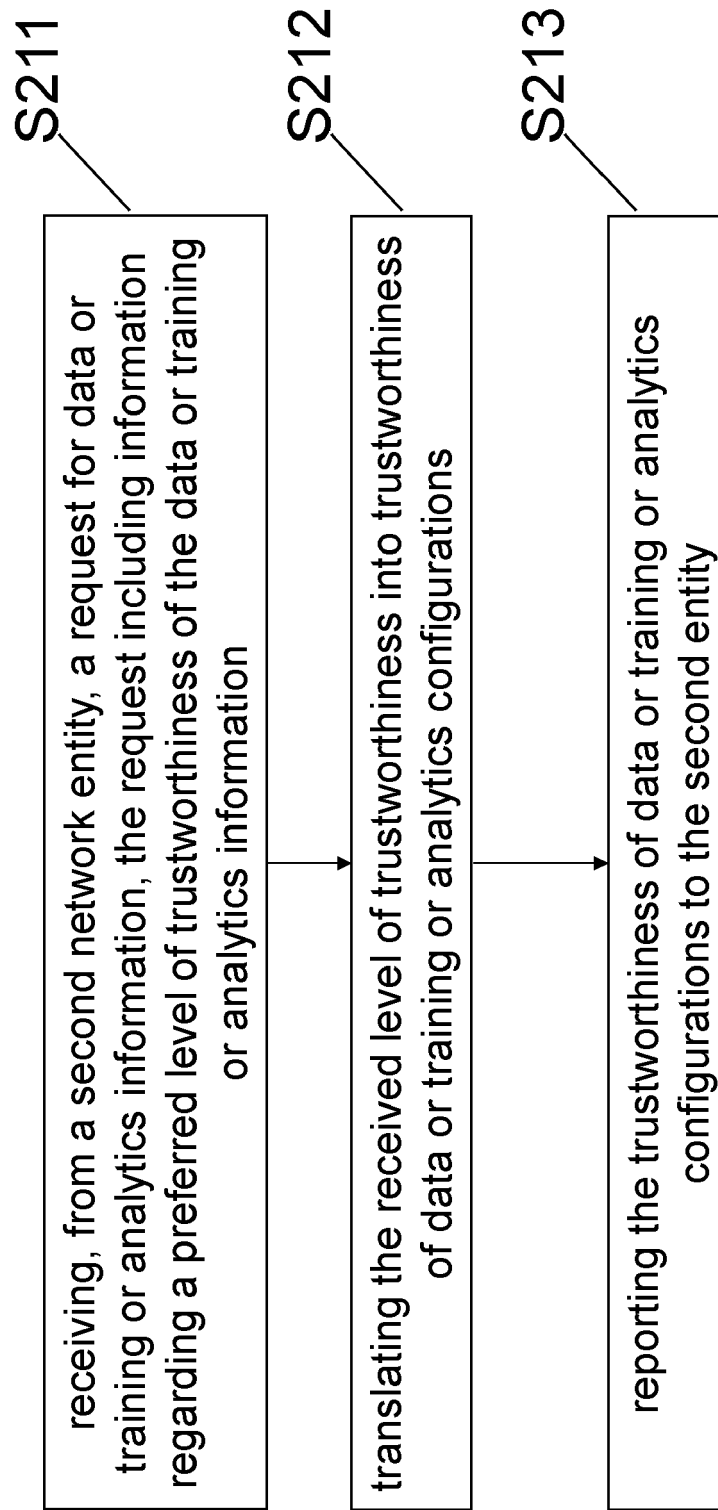 S211
receiving, from a second network entity, a request for data or
training or analytics information, the request including information
regarding a preferred level of trustworthiness of the data or training
or analytics information
S212
translating the received level of trustworthiness into trustworthiness
of data or training or analytics configurations
S213
reporting the trustworthiness of data or training or analytics
configurations to the second entity